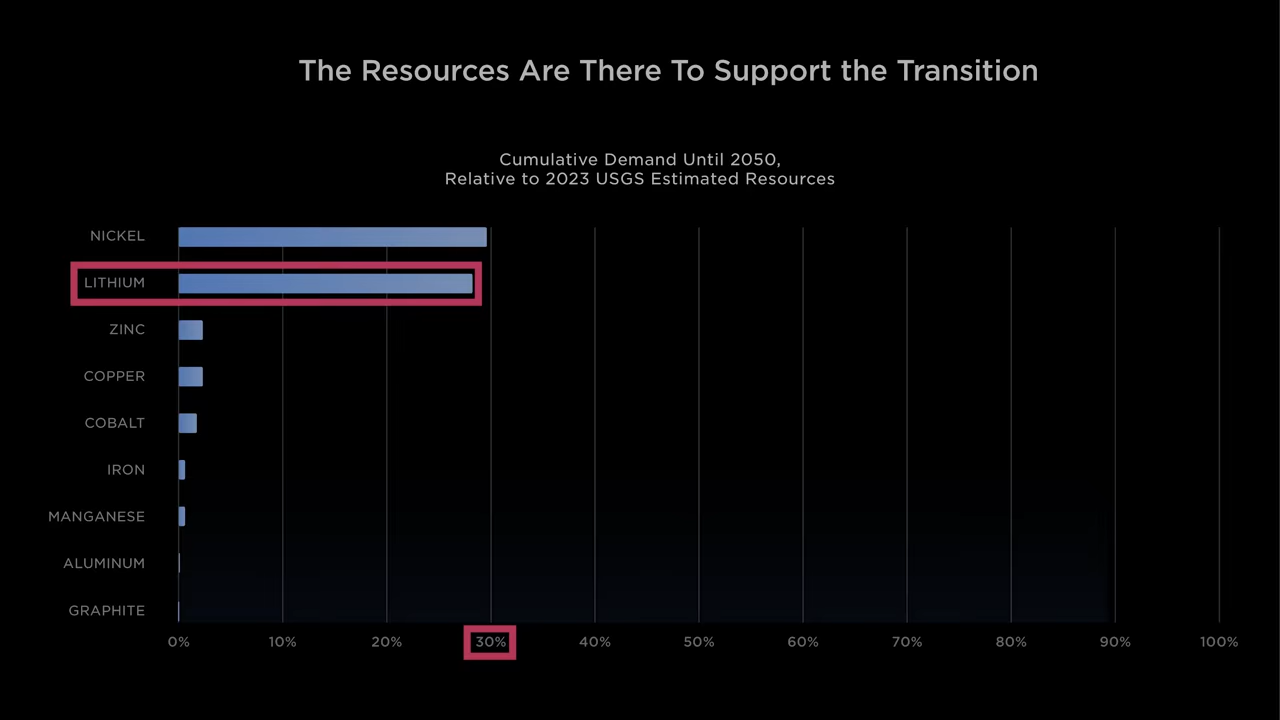 The Resources Are There To Support the Transition
Cumulative Demand Until 2050,
Relative to 2023 USGS Estimated Resources
NICKEL
LITHIUM
ZINC
COPPER
COBALT
IRON
MANGANESE
ALUMINUM
GRAPHITE
0% 10% 20% 30% 40% 50% 60% 70% 80% 90% 100%